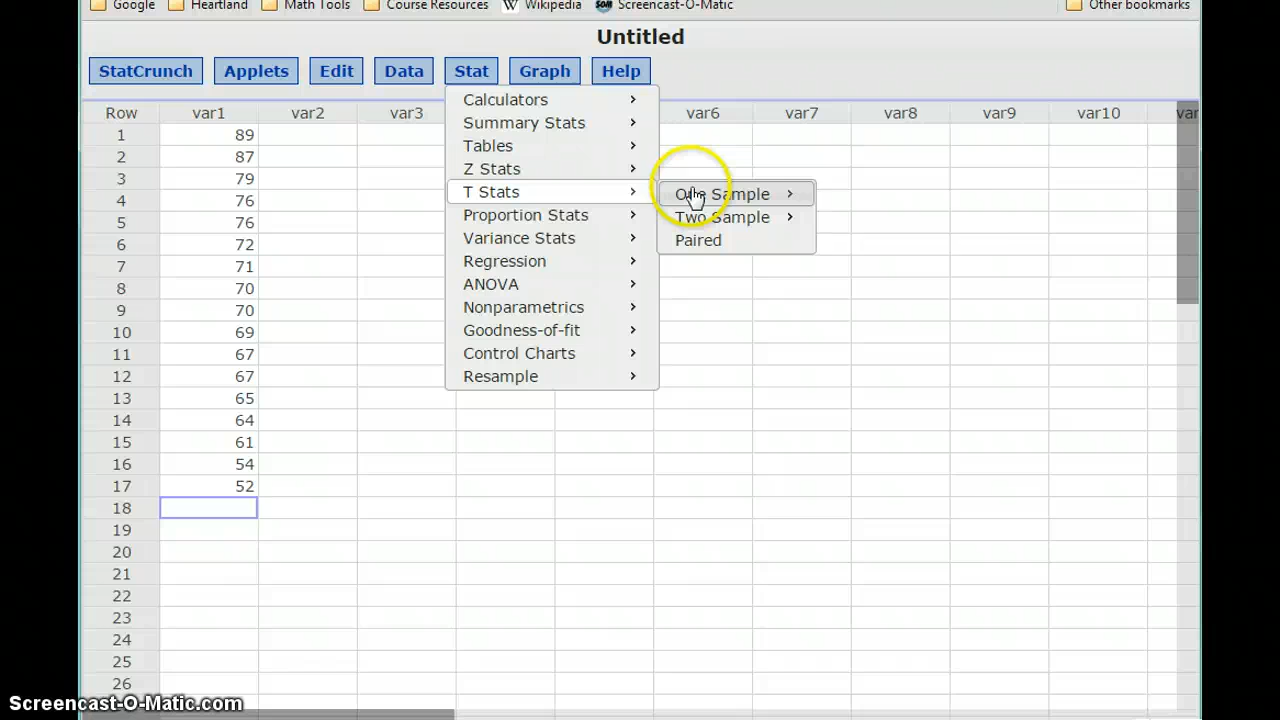 Google Heartland Math Tools Course Resources W Wikipedia SOM Screencast-O-Matic Other bookmarks
Untitled
StatCrunch Applets Edit Data Stat Graph Help
Row var1 var2 var3 var6 var7 var8 var9 var10 var
Calculators
Summary Stats
Tables
Z Stats
T Stats
Proportion Stats
Variance Stats
Regression
ANOVA
Nonparametrics
Goodness-of-fit
Control Charts
Resample
One Sample
Two Sample
Paired
1 89
2 87
3 79
4 76
5 76
6 72
7 71
8 70
9 70
10 69
11 67
12 67
13 65
14 64
15 61
16 54
17 52
18
19
20
21
22
23
24
25
26
Screencast-O-Matic.com